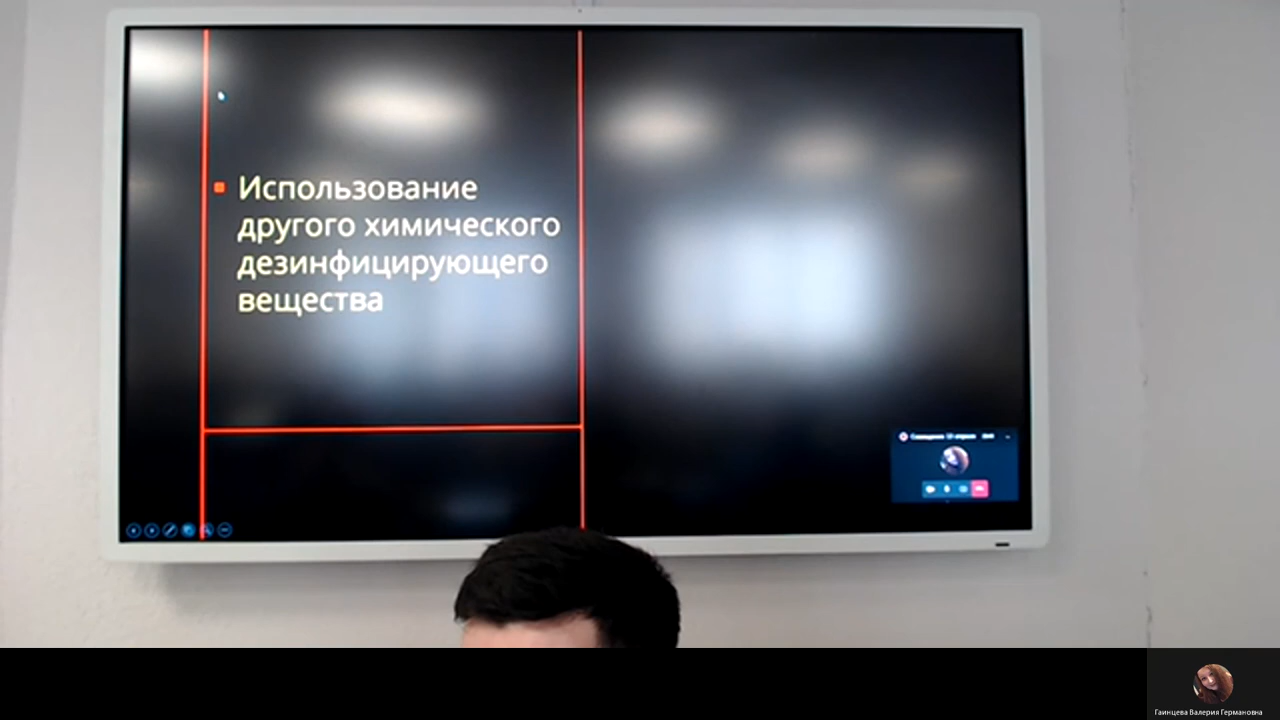 Использование
другого химического
дезинфицирующего
вещества
Гаинцева Валерия Германовна